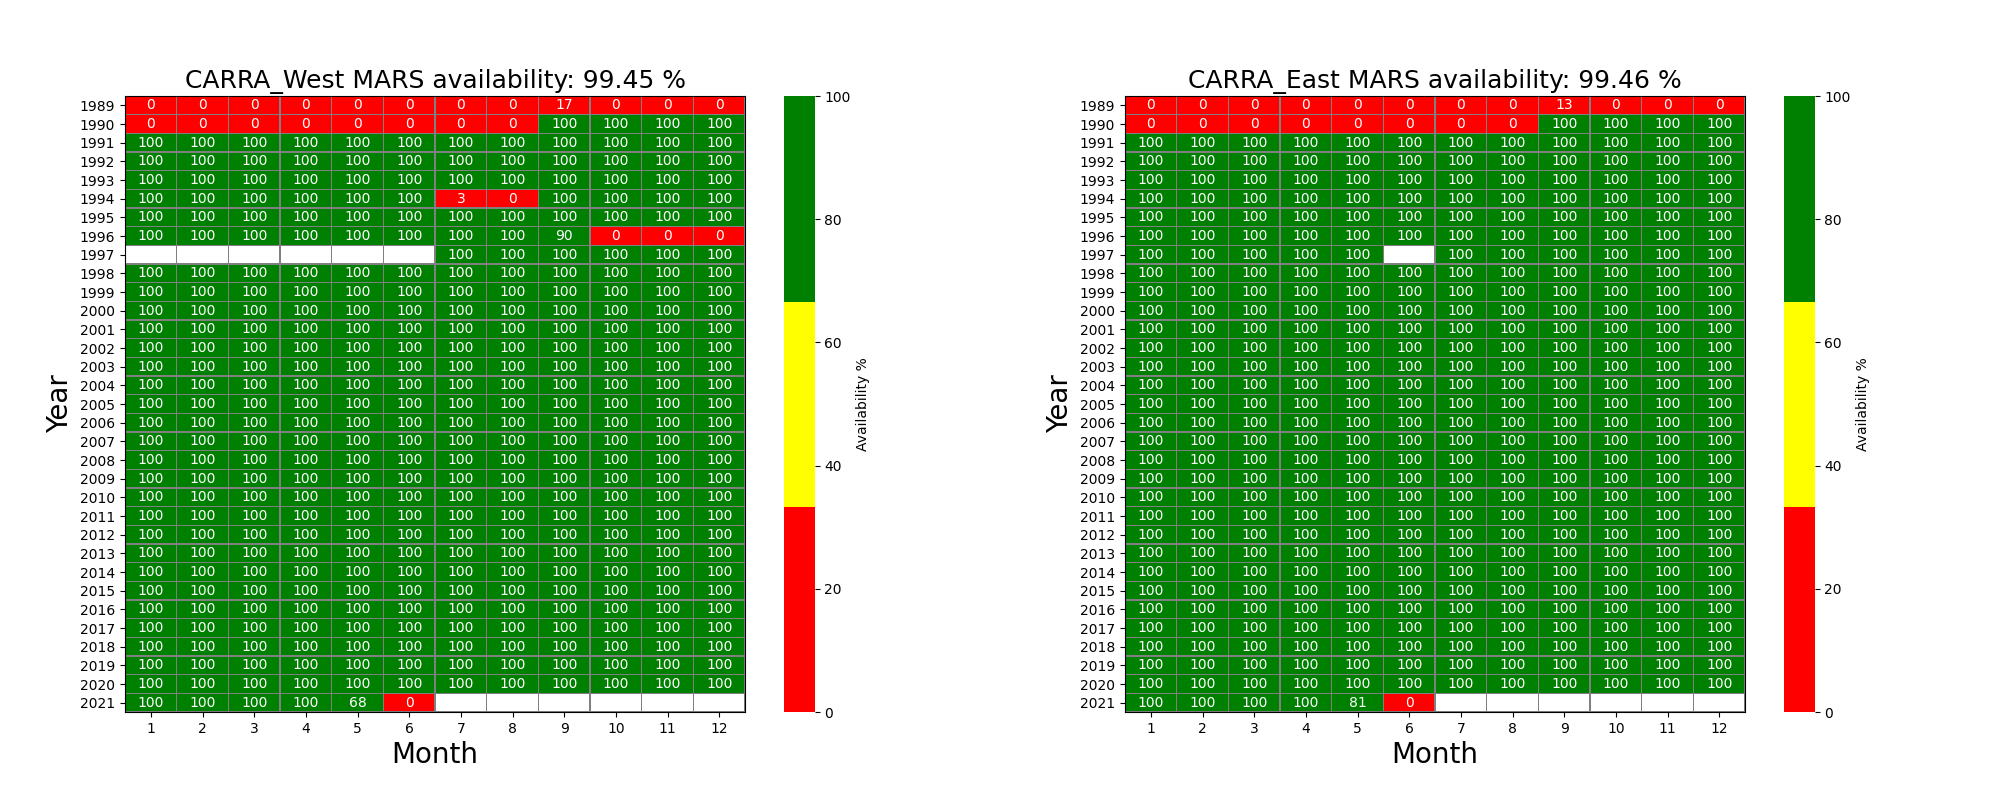 CARRA_West MARS availability: 99.45 %
1989 0 0 0 0 0 0 0 0 17 0 0 0
1990 0 0 0 0 0 0 0 0 100 100 100 100
1991 100 100 100 100 100 100 100 100 100 100 100 100
1992 100 100 100 100 100 100 100 100 100 100 100 100
1993 100 100 100 100 100 100 100 100 100 100 100 100
1994 100 100 100 100 100 100 3 0 100 100 100 100
1995 100 100 100 100 100 100 100 100 100 100 100 100
1996 100 100 100 100 100 100 100 100 90 0 0 0
1997 100 100 100 100 100 100
1998 100 100 100 100 100 100 100 100 100 100 100 100
1999 100 100 100 100 100 100 100 100 100 100 100 100
2000 100 100 100 100 100 100 100 100 100 100 100 100
2001 100 100 100 100 100 100 100 100 100 100 100 100
2002 100 100 100 100 100 100 100 100 100 100 100 100
2003 100 100 100 100 100 100 100 100 100 100 100 100
2004 100 100 100 100 100 100 100 100 100 100 100 100
2005 100 100 100 100 100 100 100 100 100 100 100 100
2006 100 100 100 100 100 100 100 100 100 100 100 100
2007 100 100 100 100 100 100 100 100 100 100 100 100
2008 100 100 100 100 100 100 100 100 100 100 100 100
2009 100 100 100 100 100 100 100 100 100 100 100 100
2010 100 100 100 100 100 100 100 100 100 100 100 100
2011 100 100 100 100 100 100 100 100 100 100 100 100
2012 100 100 100 100 100 100 100 100 100 100 100 100
2013 100 100 100 100 100 100 100 100 100 100 100 100
2014 100 100 100 100 100 100 100 100 100 100 100 100
2015 100 100 100 100 100 100 100 100 100 100 100 100
2016 100 100 100 100 100 100 100 100 100 100 100 100
2017 100 100 100 100 100 100 100 100 100 100 100 100
2018 100 100 100 100 100 100 100 100 100 100 100 100
2019 100 100 100 100 100 100 100 100 100 100 100 100
2020 100 100 100 100 100 100 100 100 100 100 100 100
2021 100 100 100 100 68 0
1 2 3 4 5 6 7 8 9 10 11 12
Month
Year
100
80
60
40
20
0
Availability %
CARRA_East MARS availability: 99.46 %
1989 0 0 0 0 0 0 0 0 13 0 0 0
1990 0 0 0 0 0 0 0 0 100 100 100 100
1991 100 100 100 100 100 100 100 100 100 100 100 100
1992 100 100 100 100 100 100 100 100 100 100 100 100
1993 100 100 100 100 100 100 100 100 100 100 100 100
1994 100 100 100 100 100 100 100 100 100 100 100 100
1995 100 100 100 100 100 100 100 100 100 100 100 100
1996 100 100 100 100 100 100 100 100 100 100 100 100
1997 100 100 100 100 100 100 100 100 100 100 100
1998 100 100 100 100 100 100 100 100 100 100 100 100
1999 100 100 100 100 100 100 100 100 100 100 100 100
2000 100 100 100 100 100 100 100 100 100 100 100 100
2001 100 100 100 100 100 100 100 100 100 100 100 100
2002 100 100 100 100 100 100 100 100 100 100 100 100
2003 100 100 100 100 100 100 100 100 100 100 100 100
2004 100 100 100 100 100 100 100 100 100 100 100 100
2005 100 100 100 100 100 100 100 100 100 100 100 100
2006 100 100 100 100 100 100 100 100 100 100 100 100
2007 100 100 100 100 100 100 100 100 100 100 100 100
2008 100 100 100 100 100 100 100 100 100 100 100 100
2009 100 100 100 100 100 100 100 100 100 100 100 100
2010 100 100 100 100 100 100 100 100 100 100 100 100
2011 100 100 100 100 100 100 100 100 100 100 100 100
2012 100 100 100 100 100 100 100 100 100 100 100 100
2013 100 100 100 100 100 100 100 100 100 100 100 100
2014 100 100 100 100 100 100 100 100 100 100 100 100
2015 100 100 100 100 100 100 100 100 100 100 100 100
2016 100 100 100 100 100 100 100 100 100 100 100 100
2017 100 100 100 100 100 100 100 100 100 100 100 100
2018 100 100 100 100 100 100 100 100 100 100 100 100
2019 100 100 100 100 100 100 100 100 100 100 100 100
2020 100 100 100 100 100 100 100 100 100 100 100 100
2021 100 100 100 100 81 0
1 2 3 4 5 6 7 8 9 10 11 12
Month
Year
100
80
60
40
20
0
Availability %